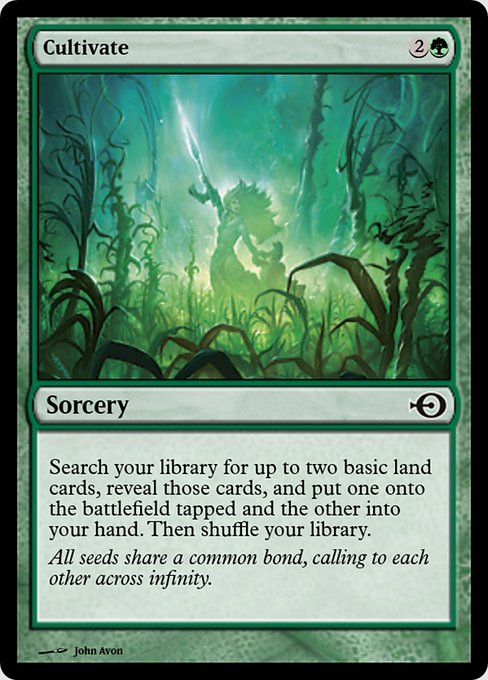 Cultivate 2
Sorcery
Search your library for up to two basic land
cards, reveal those cards, and put one onto
the battlefield tapped and the other into
your hand. Then shuffle your library.
All seeds share a common bond, calling to each
other across infinity.
John Avon